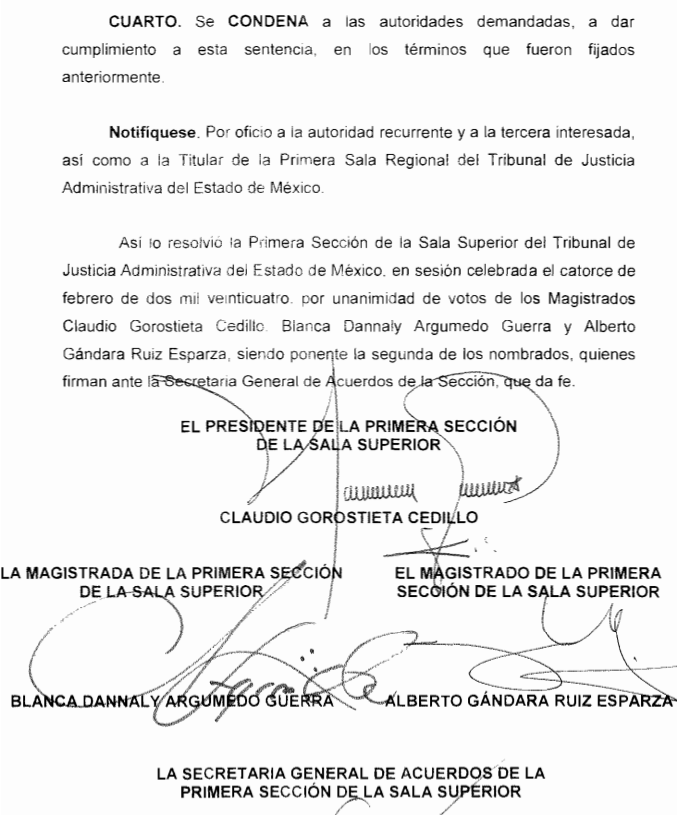 CUARTO. Se CONDENA a las autoridades demandadas, a dar
cumplimiento a esta sentencia, en los términos que fueron fijados
anteriormente.
Notifíquese. Por oficio a la autoridad recurrente y a la tercera interesada,
así como a la Titular de la Primera Sala Regional del Tribunal de Justicia
Administrativa del Estado de México.
Así lo resolvió la Primera Sección de la Sala Superior del Tribunal de
Justicia Administrativa del Estado de México, en sesión celebrada el catorce de
febrero de dos mil veinticuatro, por unanimidad de votos de los Magistrados
Claudio Gorostieta Cedillo, Blanca Dannaly Argumedo Guerra y Alberto
Gándara Ruiz Esparza, siendo ponente la segunda de los nombrados, quienes
firman ante la Secretaria General de Acuerdos de la Sección, que da fe.
EL PRESIDENTE DE LA PRIMERA SECCIÓN
DE LA SALA SUPERIOR
CLAUDIO GOROSTIETA CEDILLO
LA MAGISTRADA DE LA PRIMERA SECCIÓN
DE LA SALA SUPERIOR
EL MAGISTRADO DE LA PRIMERA
SECCIÓN DE LA SALA SUPERIOR
BLANCA DANNALY ARGUMEDO GUERRA
ALBERTO GÁNDARA RUIZ ESPARZA
LA SECRETARIA GENERAL DE ACUERDOS DE LA
PRIMERA SECCIÓN DE LA SALA SUPERIOR